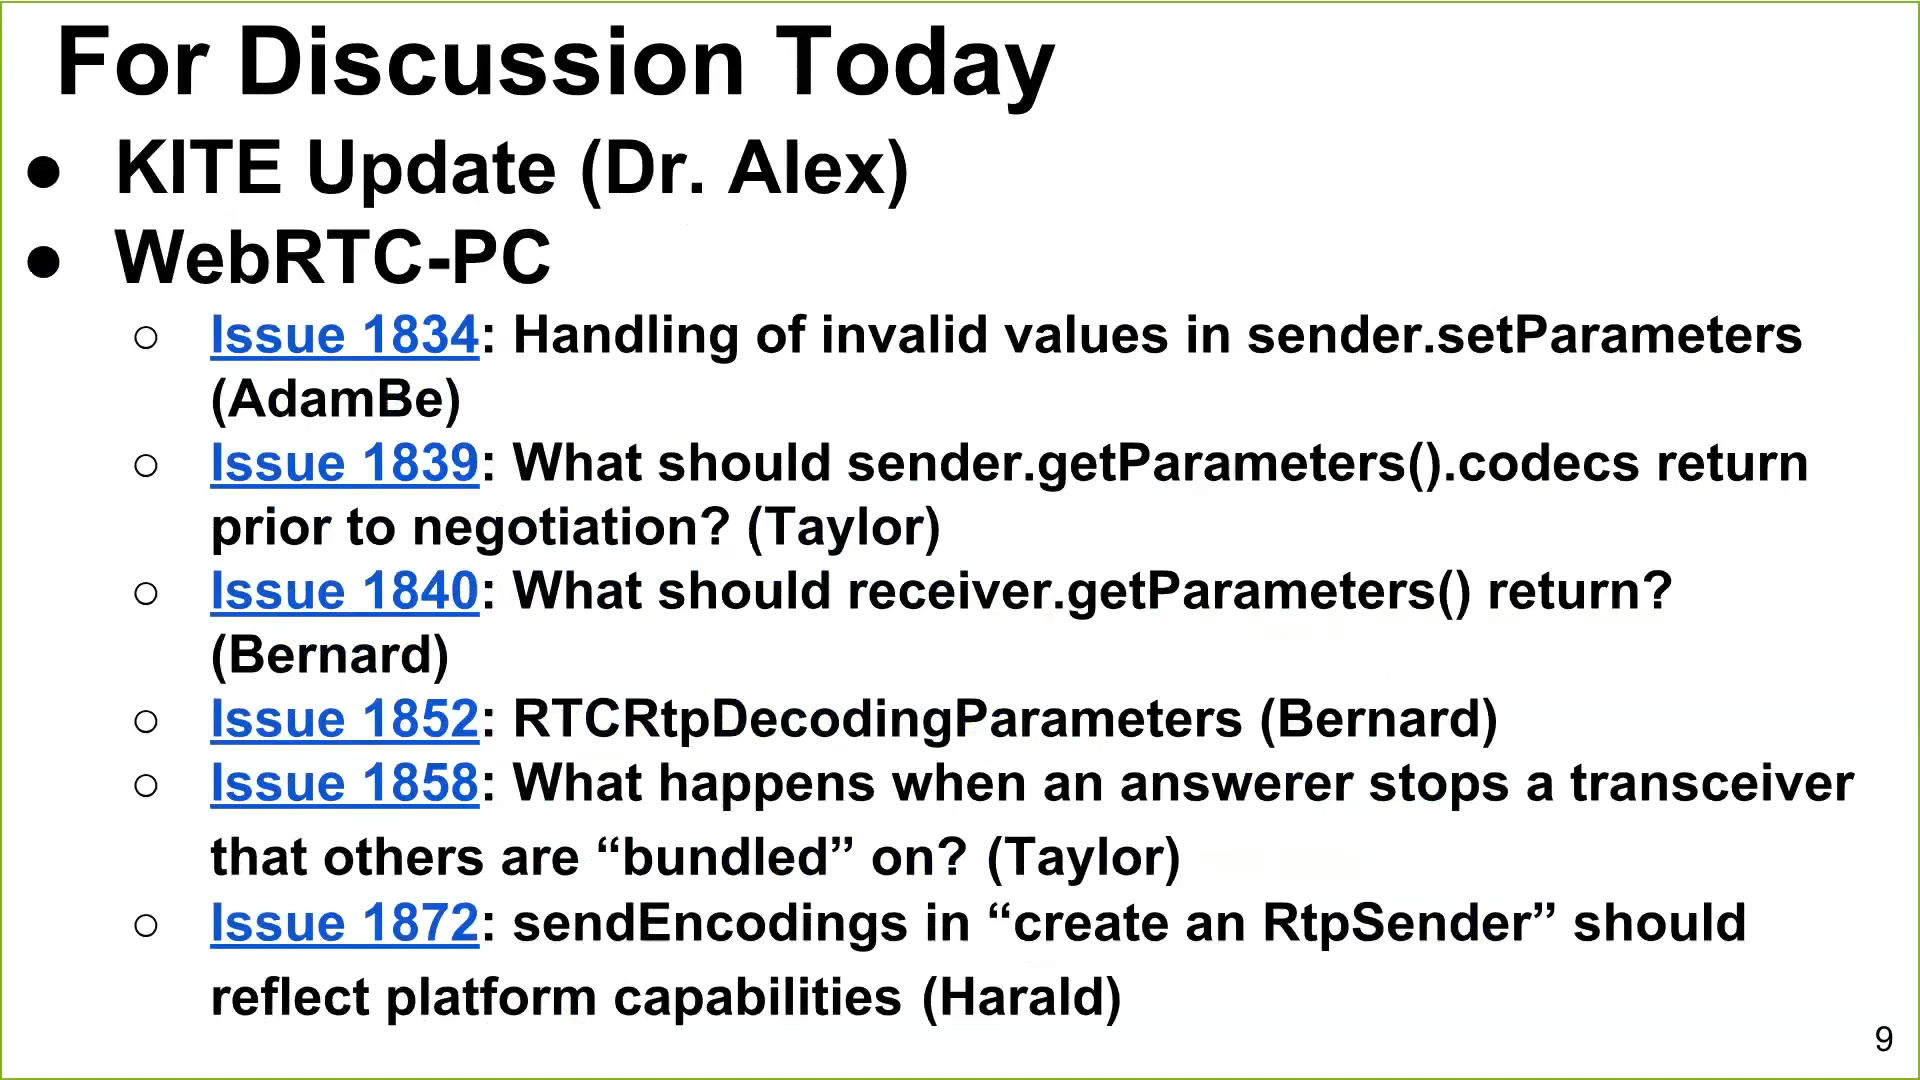 For Discussion Today
● KITE Update (Dr. Alex)
● WebRTC-PC
○ Issue 1834: Handling of invalid values in sender.setParameters
(AdamBe)
○ Issue 1839: What should sender.getParameters().codecs return
prior to negotiation? (Taylor)
○ Issue 1840: What should receiver.getParameters() return?
(Bernard)
○ Issue 1852: RTCRtpDecodingParameters (Bernard)
○ Issue 1858: What happens when an answerer stops a transceiver
that others are “bundled” on? (Taylor)
○ Issue 1872: sendEncodings in “create an RtpSender” should
reflect platform capabilities (Harald)
9